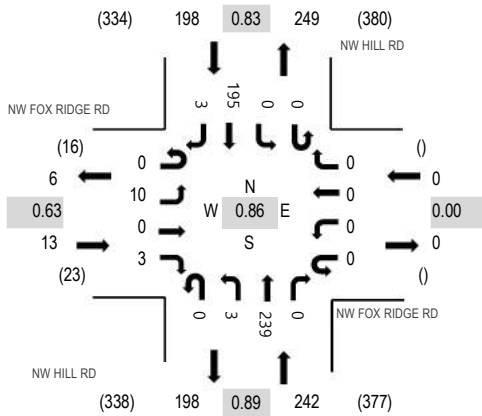 (334) 198 0.83 249 (380)
NW HILL RD
3 195 0 0
NW FOX RIDGE RD
(16) ()
0 0
6 0
10 0
N
0.63 W 0.86 E 0.00
0 0
S
13 0
3 0
(23) ()
0 3 239 0
NW FOX RIDGE RD
NW HILL RD
(338) 198 0.89 242 (377)